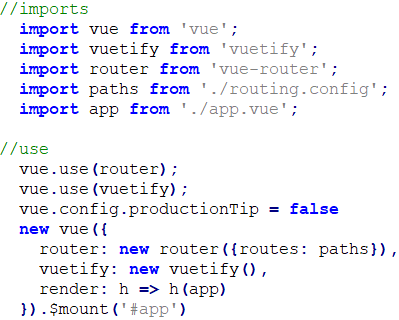 //imports
  import vue from 'vue';
  import vuetify from 'vuetify';
  import router from 'vue-router';
  import paths from './routing.config';
  import app from './app.vue';

//use
  vue.use(router);
  vue.use(vuetify);
  vue.config.productionTip = false
  new vue({
    router: new router({routes: paths}),
    vuetify: new vuetify(),
    render: h => h(app)
  }).$mount('#app')